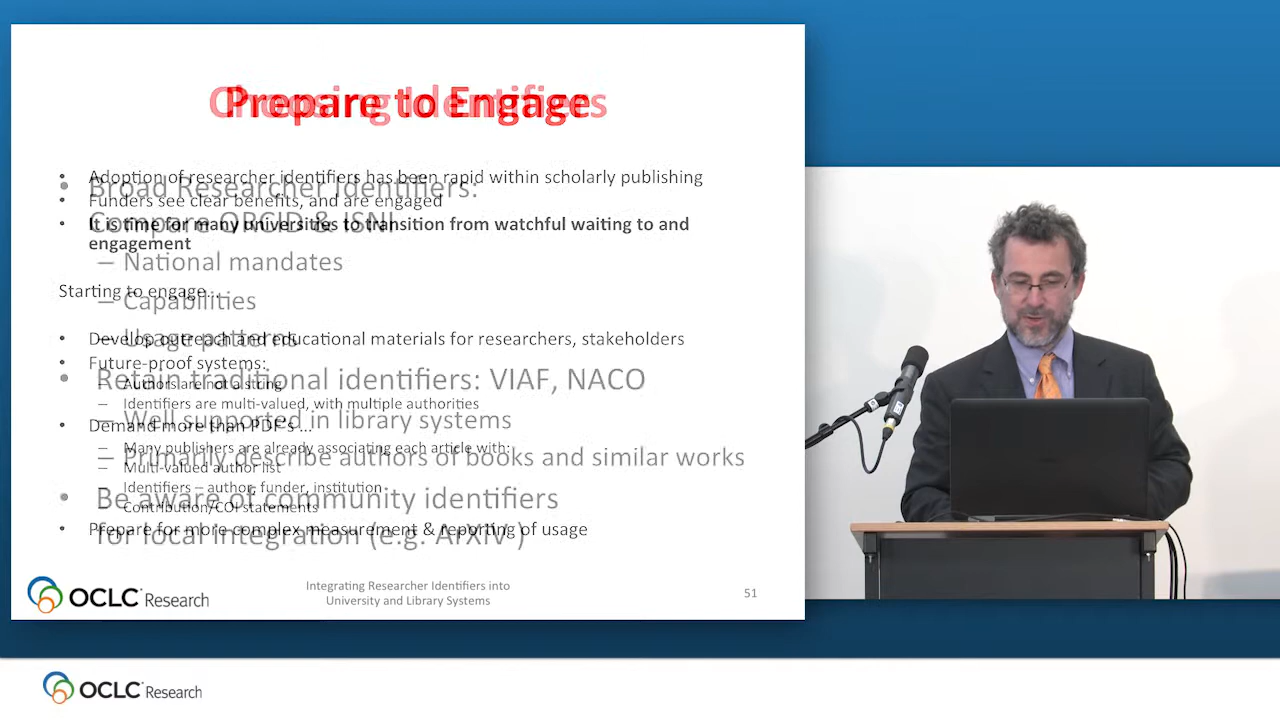 Prepare to Engage
Choosing Identifiers
• Adoption of researcher identifiers has been rapid within scholarly publishing
• Funders see clear benefits, and are engaged
• It is time for many universities to transition from watchful waiting to and
engagement
Starting to engage...
• Develop outreach and educational materials for researchers, stakeholders
• Future-proof systems:
– Authors are not a string
– Identifiers are multi-valued, with multiple authorities
• Demand more than PDF's ...
– Many publishers are already associating each article with:
– Multi-valued author list
– Identifiers – author, funder, institution
– Contribution/COI statements
• Prepare for more complex measurement & reporting of usage
• Broad Researcher Identifiers:
Compare ORCID & ISNI
– National mandates
– Capabilities
– Usage patterns
• Retain traditional identifiers: VIAF, NACO
– Well supported in library systems
– Primarily describe authors of books and similar works
• Be aware of community identifiers
for local integration (e.g. ArXiv )
OCLC Research
Integrating Researcher Identifiers into
University and Library Systems
51
OCLC Research